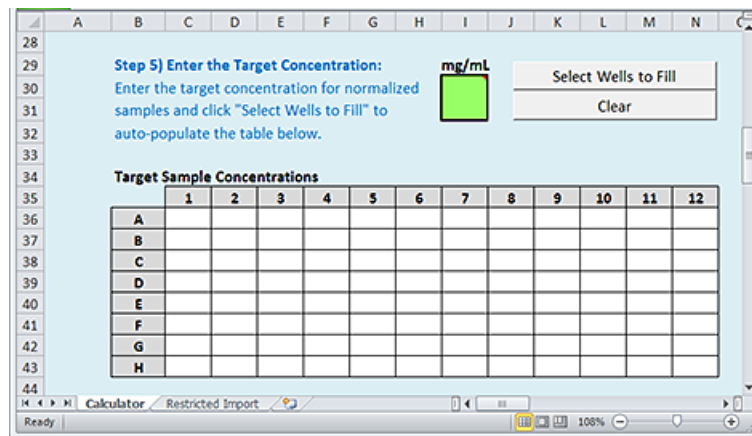 A B C D E F G H I J K L M N
28
29 Step 5) Enter the Target Concentration: mg/mL
Select Wells to Fill
30 Enter the target concentration for normalized
31 samples and click "Select Wells to Fill" to
Clear
32 auto-populate the table below.
33
34 Target Sample Concentrations
35 1 2 3 4 5 6 7 8 9 10 11 12
36 A
37 B
38 C
39 D
40 E
41 F
42 G
43 H
44
Calculator Restricted Import
Ready 108%